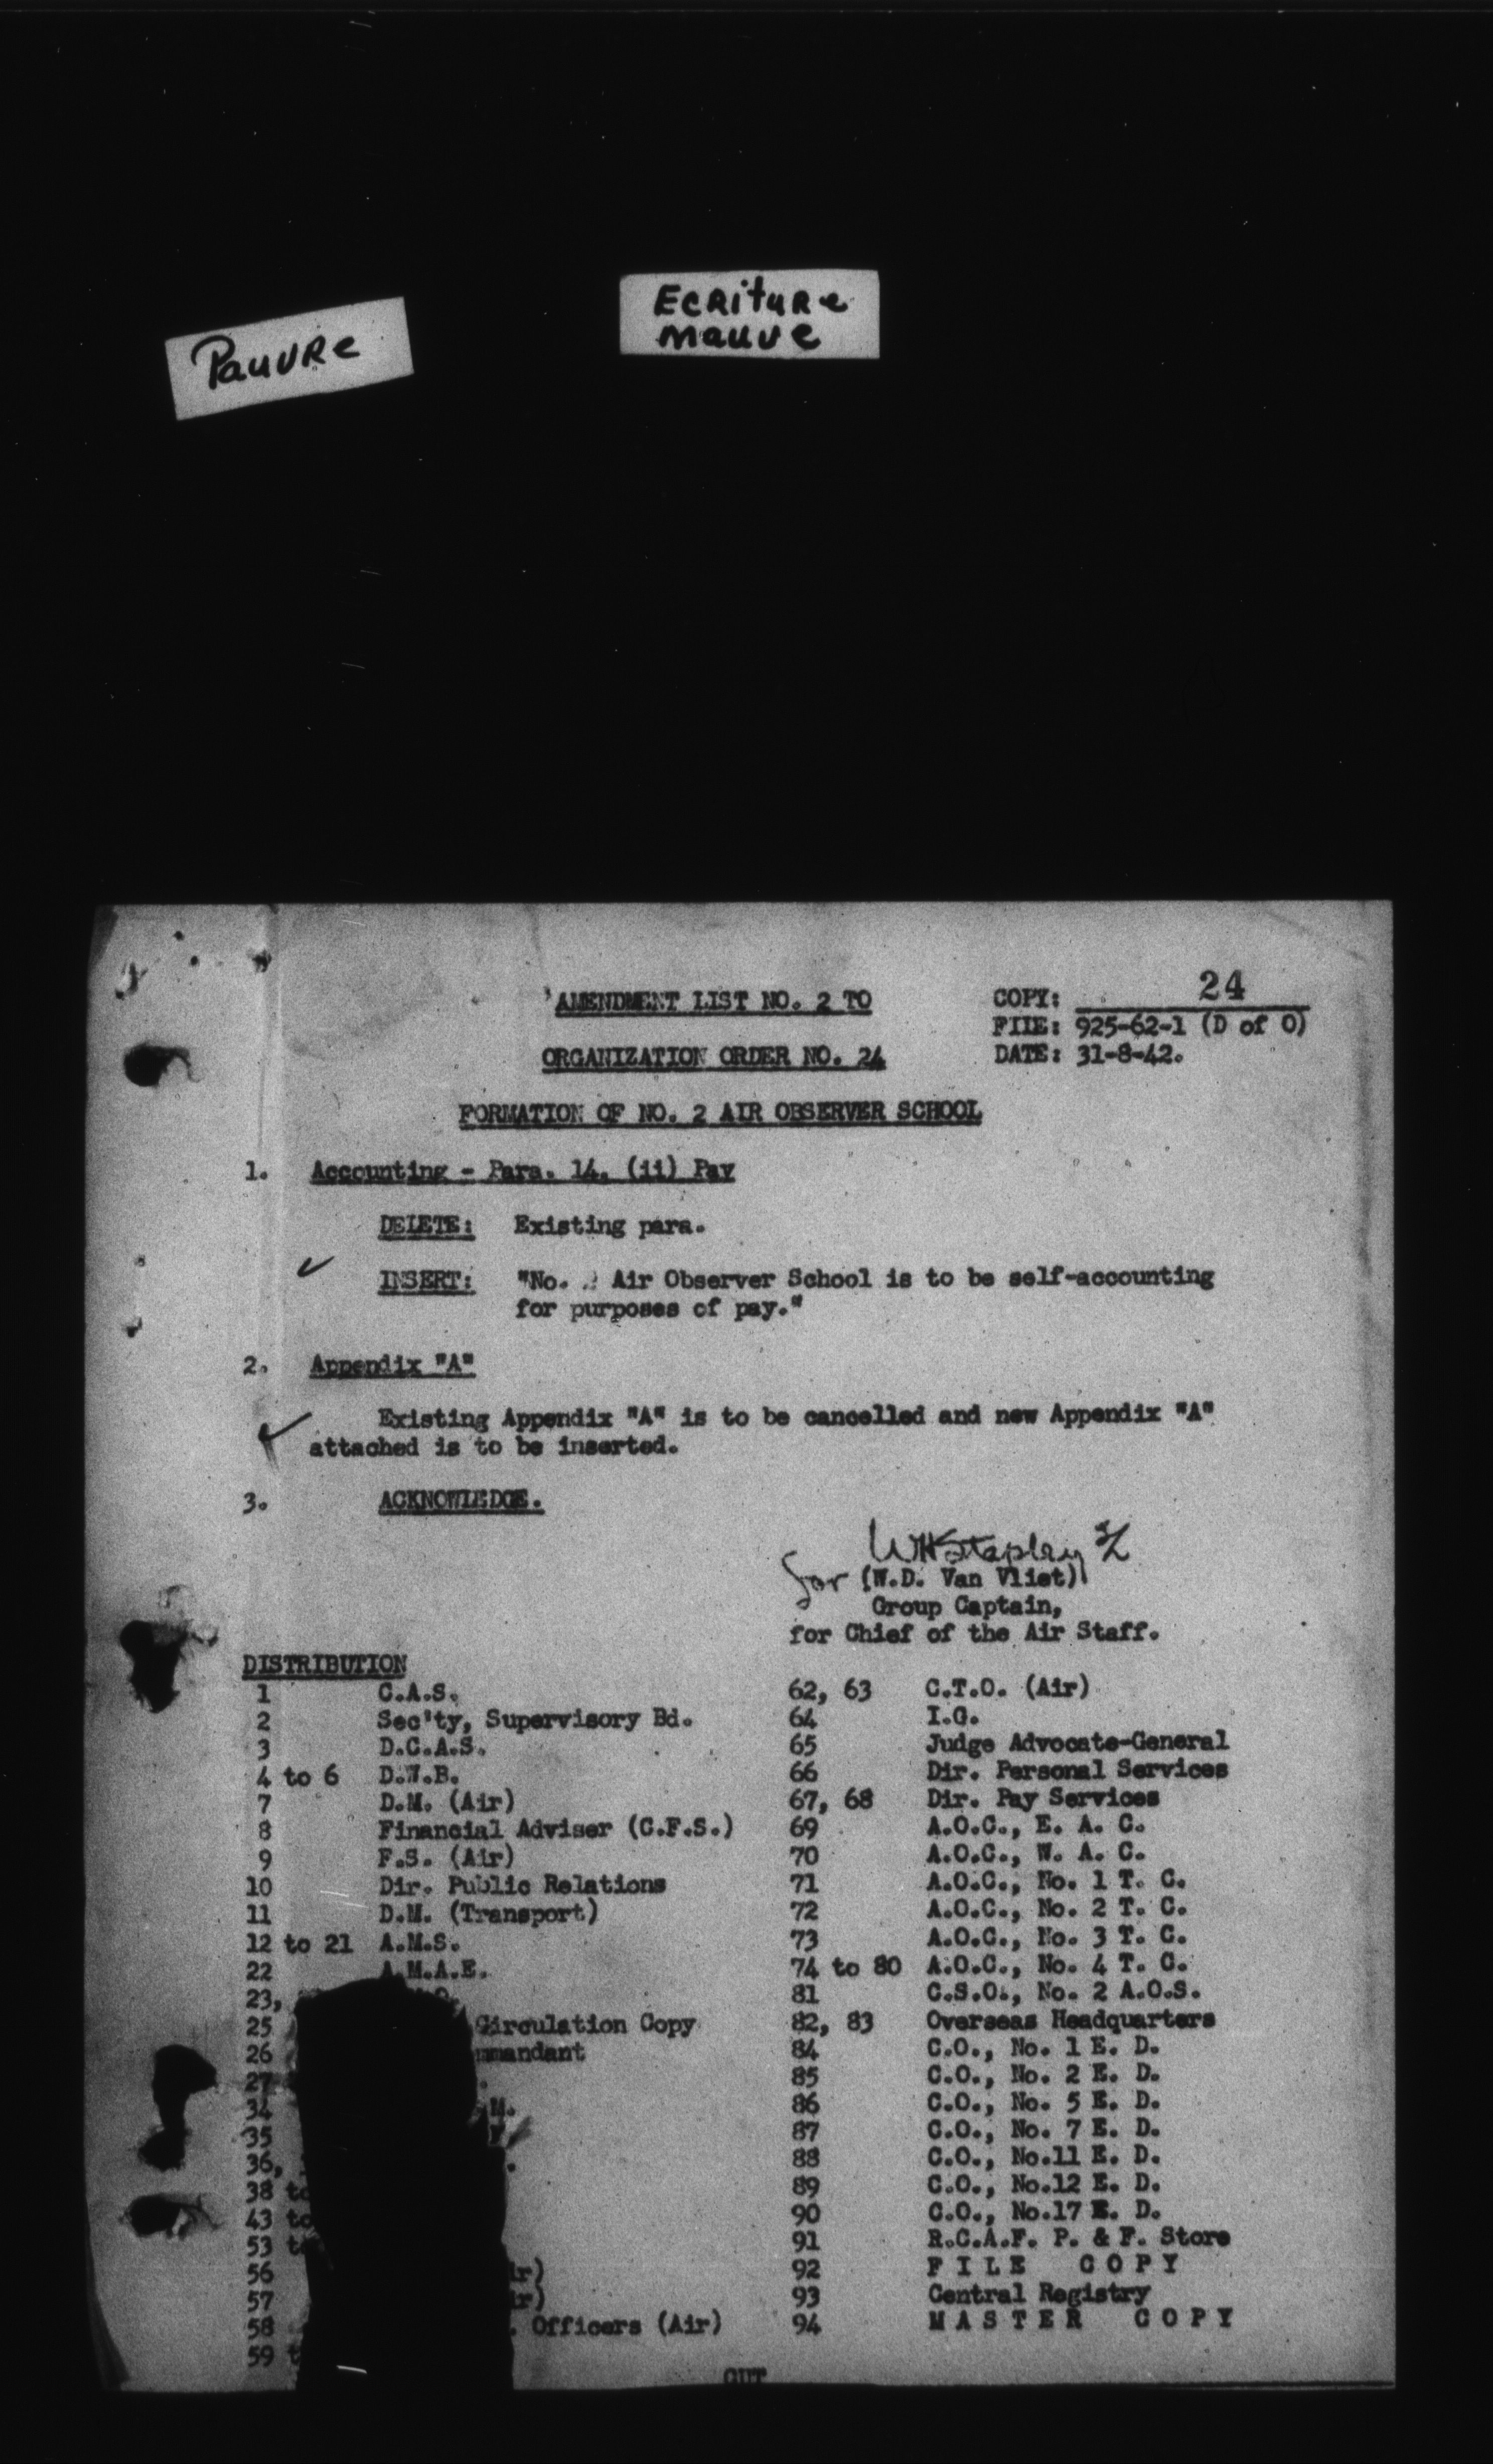 Pauvre
Ecriture
mauve
AMENDMENT LIST NO. 2 TO
ORGANIZATION ORDER NO. 24
COPY: 24
FILE: 925-62-1 (D of O)
DATE: 31-8-42.
FORMATION OF NO. 2 AIR OBSERVER SCHOOL
1. Accounting - Para. 14. (ii) Pay
DELETE: Existing para.
INSERT: "No. 2 Air Observer School is to be self-accounting
for purposes of pay."
2. Appendix "A"
Existing Appendix "A" is to be cancelled and new Appendix "A"
attached is to be inserted.
3. ACKNOWLEDGE.
WHStapley
for (W.D. Van Vliet)
Group Captain,
for Chief of the Air Staff.
DISTRIBUTION
1 C.A.S.
2 Sec'ty, Supervisory Bd.
3 D.C.A.S.
4 to 6 D.W.B.
7 D.M. (Air)
8 Financial Adviser (C.F.S.)
9 F.S. (Air)
10 Dir. Public Relations
11 D.M. (Transport)
12 to 21 A.M.S.
22 A.M.A.E.
23,
25 Circulation Copy
26
27
34 M.
35
36,
38 to
43 to
53 t
56
57
58 . Officers (Air)
59 t
62, 63 C.T.O. (Air)
64 I.G.
65 Judge Advocate-General
66 Dir. Personal Services
67, 68 Dir. Pay Services
69 A.O.C., E. A. C.
70 A.O.C., W. A. C.
71 A.O.C., No. 1 T. C.
72 A.O.C., No. 2 T. C.
73 A.O.C., No. 3 T. C.
74 to 80 A.O.C., No. 4 T. C.
81 C.S.O., No. 2 A.O.S.
82, 83 Overseas Headquarters
84 C.O., No. 1 E. D.
85 C.O., No. 2 E. D.
86 C.O., No. 5 E. D.
87 C.O., No. 7 E. D.
88 C.O., No.11 E. D.
89 C.O., No.12 E. D.
90 C.O., No.17 E. D.
91 R.C.A.F. P. & F. Store
92 F I L E C O P Y
93 Central Registry
94 M A S T E R C O P Y